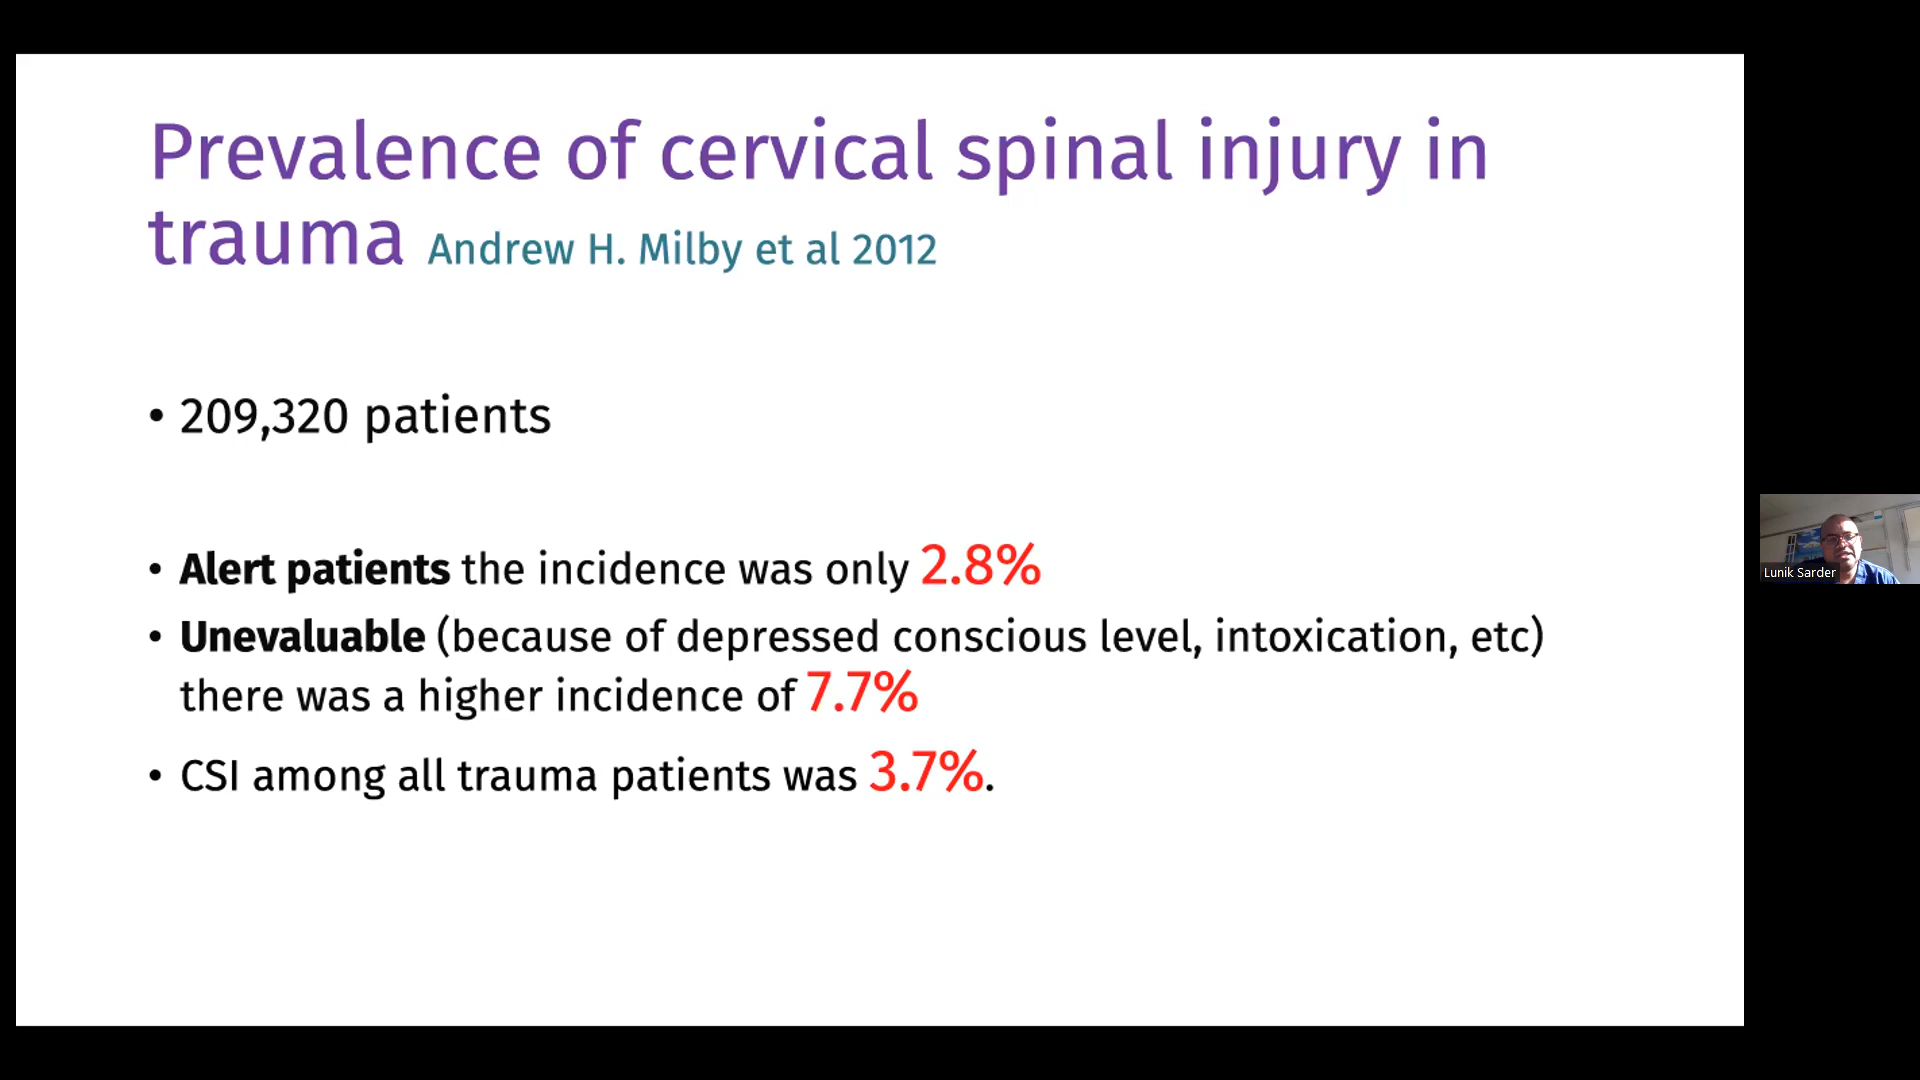 Prevalence of cervical spinal injury in
trauma Andrew H. Milby et al 2012
• 209,320 patients
• Alert patients the incidence was only 2.8%
• Unevaluable (because of depressed conscious level, intoxication, etc)
there was a higher incidence of 7.7%
• CSI among all trauma patients was 3.7%.
Lunik Sarder